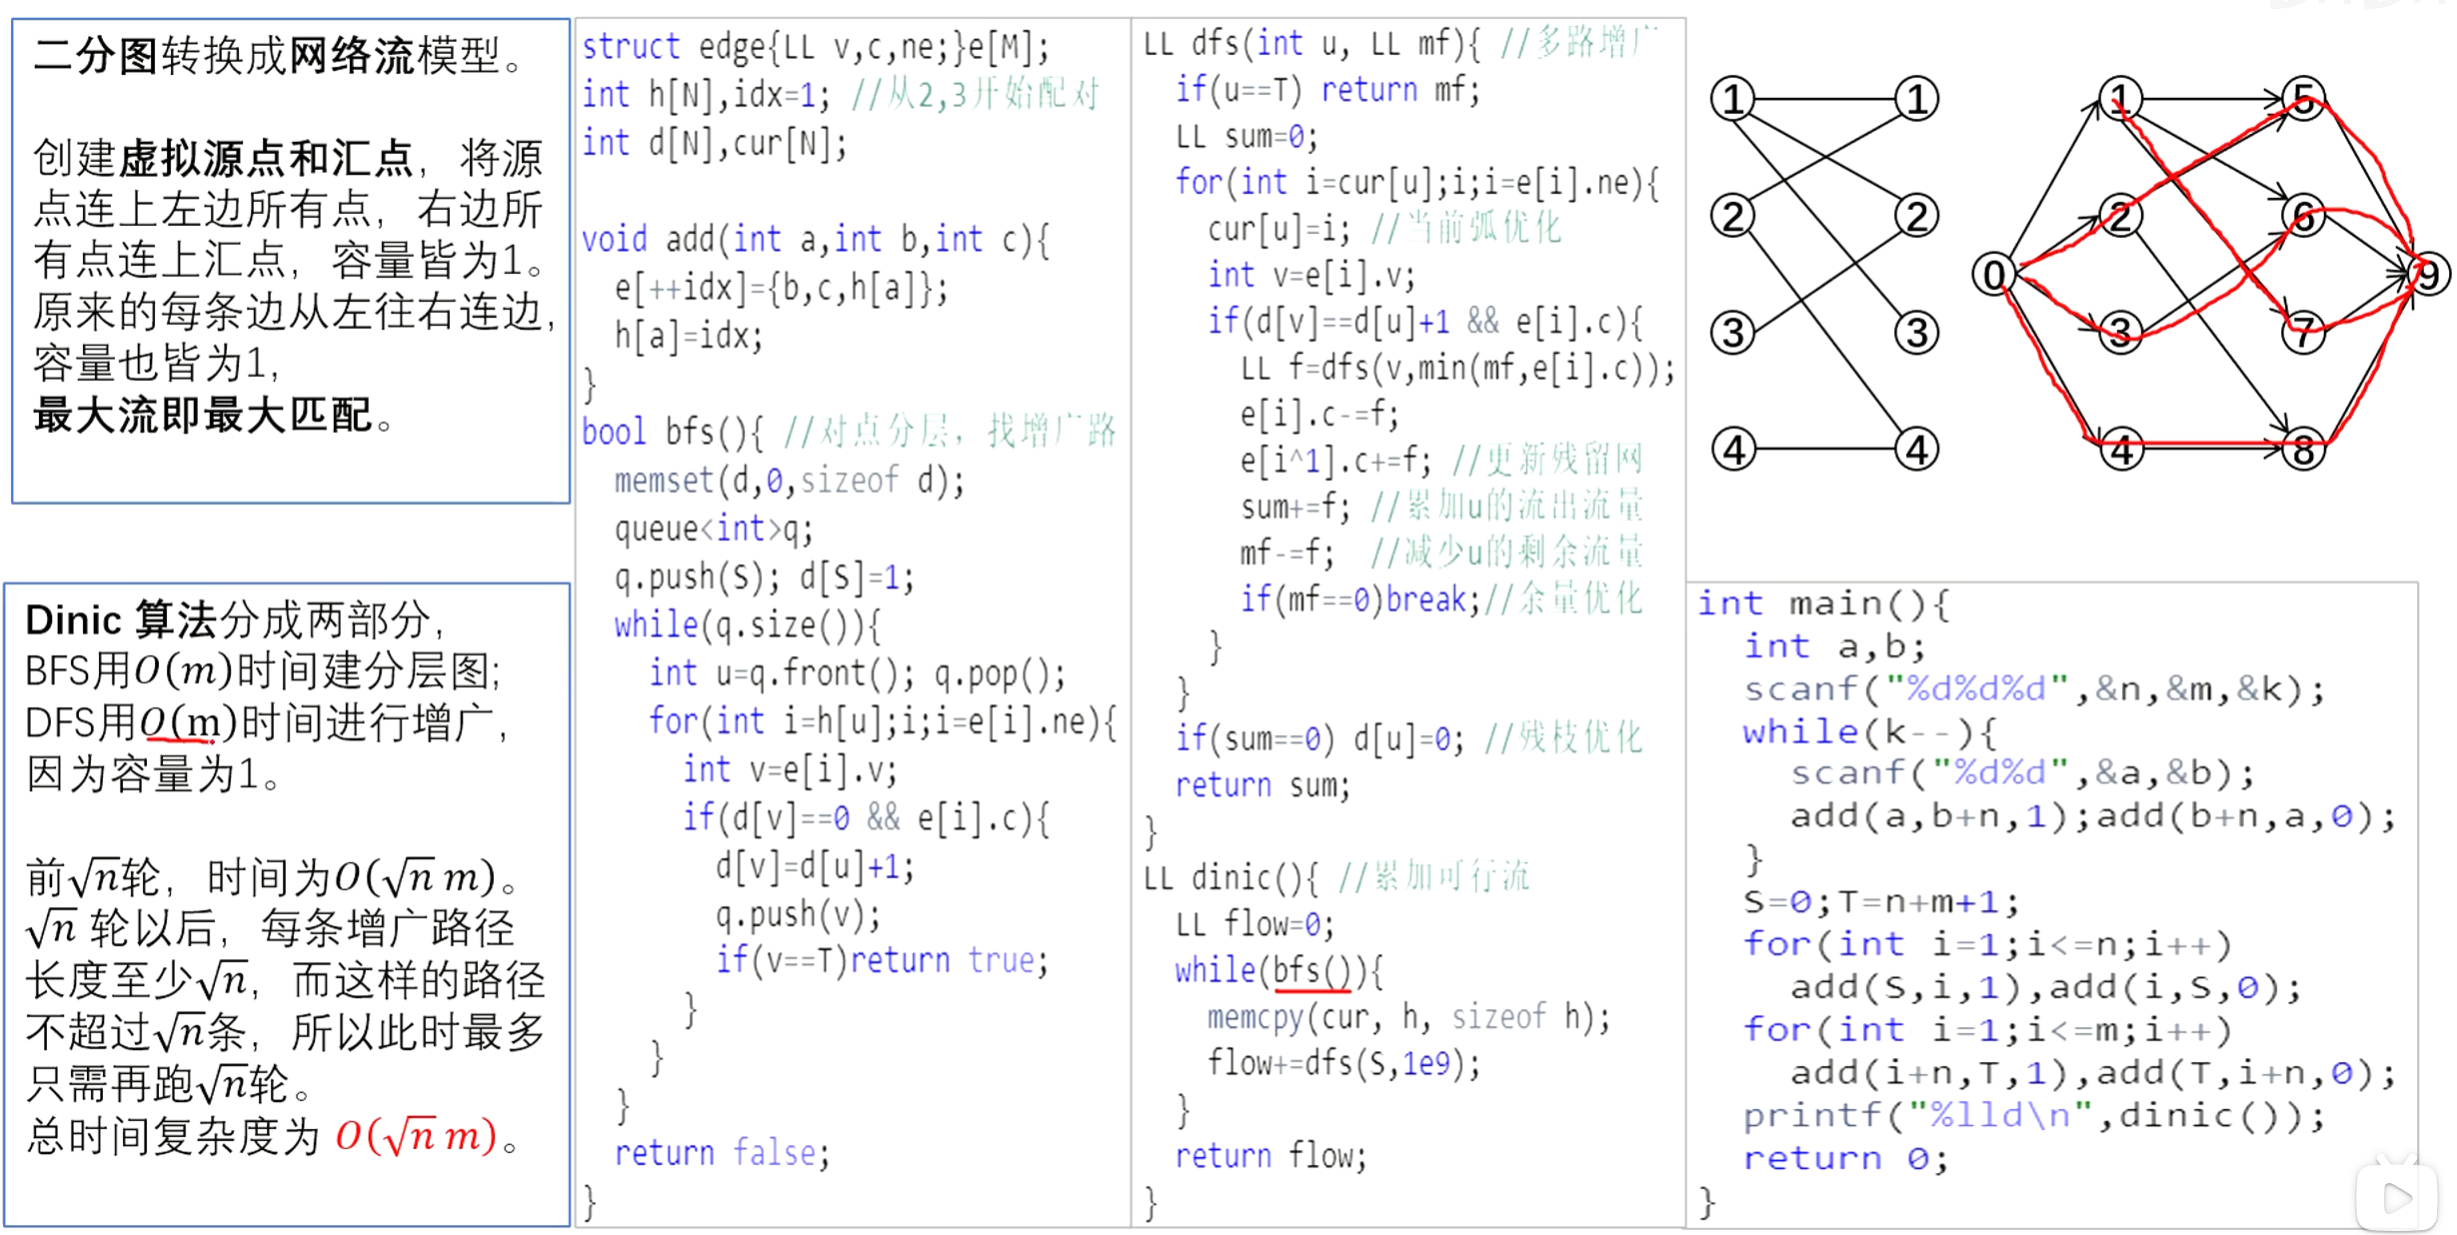 二分图转换成网络流模型。
创建虚拟源点和汇点，将源
点连上左边所有点，右边所
有点连上汇点，容量皆为1。
原来的每条边从左往右连边,
容量也皆为1,
最大流即最大匹配。
Dinic 算法分成两部分,
BFS用O(m)时间建分层图;
DFS用O(m)时间进行增广,
因为容量为1。
前√n轮，时间为O(√n m)。
√n 轮以后，每条增广路径
长度至少√n，而这样的路径
不超过√n条，所以此时最多
只需再跑√n轮。
总时间复杂度为 O(√n m)。
struct edge{LL v,c,ne;}e[M];
int h[N],idx=1; //从2,3开始配对
int d[N],cur[N];
void add(int a,int b,int c){
  e[++idx]={b,c,h[a]};
  h[a]=idx;
}
bool bfs(){ //对点分层，找增广路
  memset(d,0,sizeof d);
  queue<int>q;
  q.push(S); d[S]=1;
  while(q.size()){
    int u=q.front(); q.pop();
    for(int i=h[u];i;i=e[i].ne){
      int v=e[i].v;
      if(d[v]==0 && e[i].c){
        d[v]=d[u]+1;
        q.push(v);
        if(v==T)return true;
      }
    }
  }
  return false;
}
LL dfs(int u, LL mf){ //多路增广
  if(u==T) return mf;
  LL sum=0;
  for(int i=cur[u];i;i=e[i].ne){
    cur[u]=i; //当前弧优化
    int v=e[i].v;
    if(d[v]==d[u]+1 && e[i].c){
      LL f=dfs(v,min(mf,e[i].c));
      e[i].c-=f;
      e[i^1].c+=f; //更新残留网
      sum+=f; //累加u的流出流量
      mf-=f;  //减少u的剩余流量
      if(mf==0)break;//余量优化
    }
  }
  if(sum==0) d[u]=0; //残枝优化
  return sum;
}
LL dinic(){ //累加可行流
  LL flow=0;
  while(bfs()){
    memcpy(cur, h, sizeof h);
    flow+=dfs(S,1e9);
  }
  return flow;
}
1 1 1 5
2 2 2 6
0 9
3 3 3 7
4 4 4 8
int main(){
  int a,b;
  scanf("%d%d%d",&n,&m,&k);
  while(k--){
    scanf("%d%d",&a,&b);
    add(a,b+n,1);add(b+n,a,0);
  }
  S=0;T=n+m+1;
  for(int i=1;i<=n;i++)
    add(S,i,1),add(i,S,0);
  for(int i=1;i<=m;i++)
    add(i+n,T,1),add(T,i+n,0);
  printf("%lld\n",dinic());
  return 0;
}